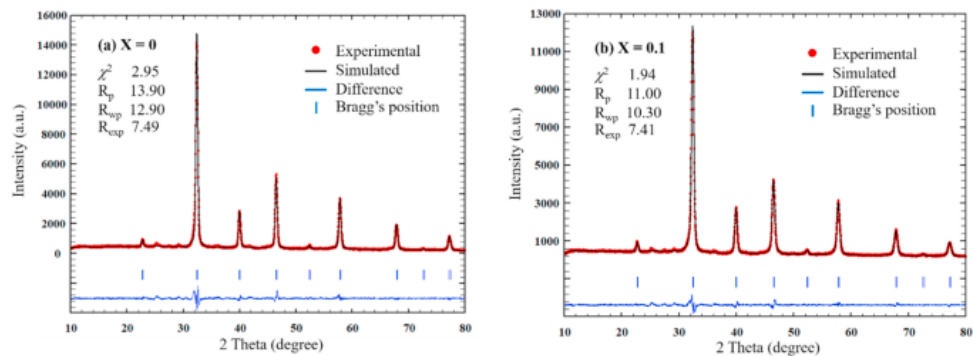 (a) X = 0
χ² 2.95
Rp 13.90
Rwp 12.90
Rexp 7.49
Experimental
Simulated
Difference
Bragg's position
Intensity (a.u.)
16000
14000
12000
10000
8000
6000
4000
2000
0
10 20 30 40 50 60 70 80
2 Theta (degree)
(b) X = 0.1
χ² 1.94
Rp 11.00
Rwp 10.30
Rexp 7.41
Experimental
Simulated
Difference
Bragg's position
Intensity (a.u.)
13000
11000
9000
7000
5000
3000
1000
10 20 30 40 50 60 70 80
2 Theta (degree)